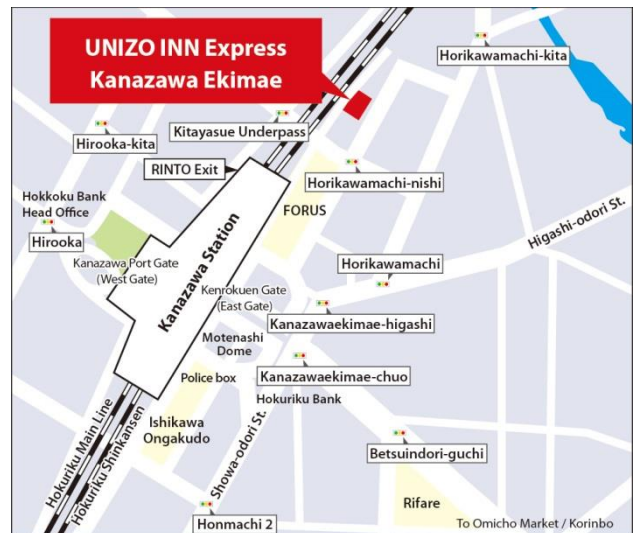 UNIZO INN Express
Kanazawa Ekimae
Horikawamachi-kita
Kitayasue Underpass
Hirooka-kita
RINTO Exit
Horikawamachi-nishi
Hokkoku Bank
Head Office
FORUS
Hirooka
Higashi-odori St.
Kanazawa Port Gate
(West Gate)
Kanazawa Station
Horikawamachi
Kenrokuen Gate
(East Gate)
Kanazawaekimae-higashi
Motenashi
Dome
Police box
Kanazawaekimae-chuo
Hokuriku Bank
Hokuriku Main Line
Hokuriku Shinkansen
Ishikawa
Ongakudo
Showa-odori St.
Betsuindori-guchi
Rifare
Honmachi 2
To Omicho Market / Korinbo